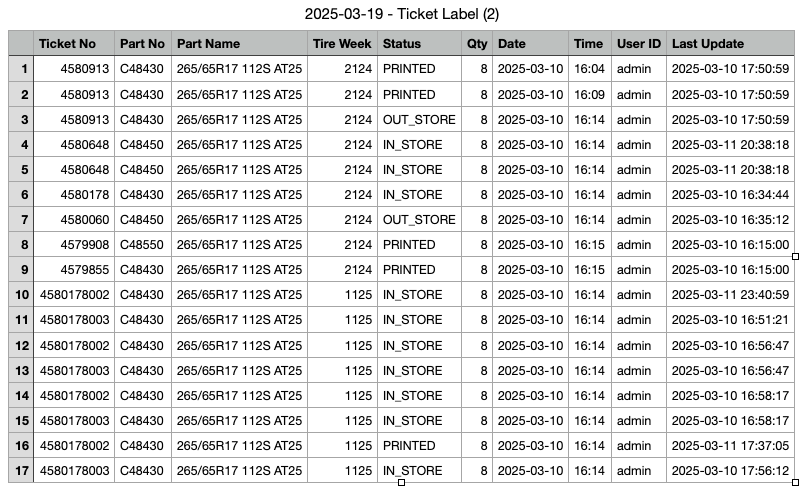 2025-03-19 - Ticket Label (2)
Ticket No Part No Part Name Tire Week Status Qty Date Time User ID Last Update
1 4580913 C48430 265/65R17 112S AT25 2124 PRINTED 8 2025-03-10 16:04 admin 2025-03-10 17:50:59
2 4580913 C48430 265/65R17 112S AT25 2124 PRINTED 8 2025-03-10 16:09 admin 2025-03-10 17:50:59
3 4580913 C48430 265/65R17 112S AT25 2124 OUT_STORE 8 2025-03-10 16:14 admin 2025-03-10 17:50:59
4 4580648 C48450 265/65R17 112S AT25 2124 IN_STORE 8 2025-03-10 16:14 admin 2025-03-11 20:38:18
5 4580648 C48450 265/65R17 112S AT25 2124 IN_STORE 8 2025-03-10 16:14 admin 2025-03-11 20:38:18
6 4580178 C48430 265/65R17 112S AT25 2124 IN_STORE 8 2025-03-10 16:14 admin 2025-03-10 16:34:44
7 4580060 C48450 265/65R17 112S AT25 2124 OUT_STORE 8 2025-03-10 16:14 admin 2025-03-10 16:35:12
8 4579908 C48550 265/65R17 112S AT25 2124 PRINTED 8 2025-03-10 16:15 admin 2025-03-10 16:15:00
9 4579855 C48430 265/65R17 112S AT25 2124 PRINTED 8 2025-03-10 16:15 admin 2025-03-10 16:15:00
10 4580178002 C48430 265/65R17 112S AT25 1125 IN_STORE 8 2025-03-10 16:14 admin 2025-03-11 23:40:59
11 4580178003 C48430 265/65R17 112S AT25 1125 IN_STORE 8 2025-03-10 16:14 admin 2025-03-10 16:51:21
12 4580178002 C48430 265/65R17 112S AT25 1125 IN_STORE 8 2025-03-10 16:14 admin 2025-03-10 16:56:47
13 4580178003 C48430 265/65R17 112S AT25 1125 IN_STORE 8 2025-03-10 16:14 admin 2025-03-10 16:56:47
14 4580178002 C48430 265/65R17 112S AT25 1125 IN_STORE 8 2025-03-10 16:14 admin 2025-03-10 16:58:17
15 4580178003 C48430 265/65R17 112S AT25 1125 IN_STORE 8 2025-03-10 16:14 admin 2025-03-10 16:58:17
16 4580178002 C48430 265/65R17 112S AT25 1125 PRINTED 8 2025-03-10 16:14 admin 2025-03-11 17:37:05
17 4580178003 C48430 265/65R17 112S AT25 1125 IN_STORE 8 2025-03-10 16:14 admin 2025-03-10 17:56:12